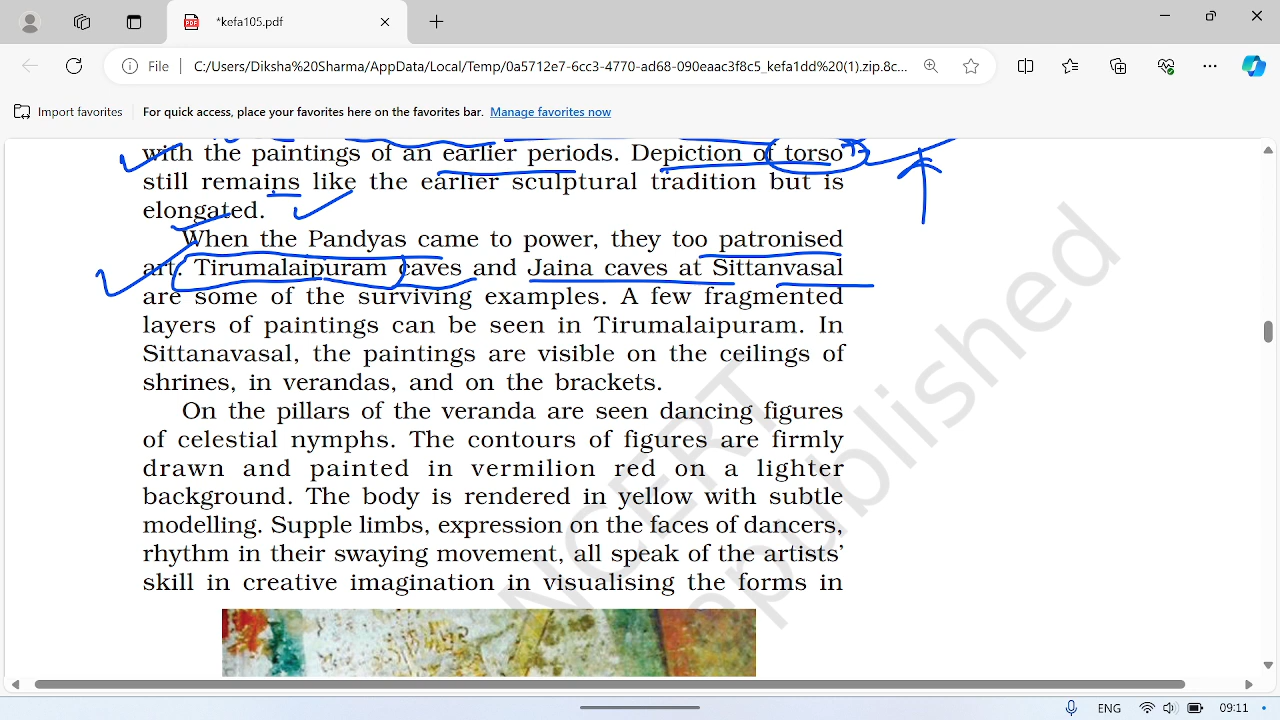 *kefa105.pdf
File
C:/Users/Diksha%20Sharma/AppData/Local/Temp/0a5712e7-6cc3-4770-ad68-090eaac3f8c5_kefa1dd%20(1).zip.8c...
Import favorites
For quick access, place your favorites here on the favorites bar. Manage favorites now
with the paintings of an earlier periods. Depiction of torso
still remains like the earlier sculptural tradition but is
elongated.
When the Pandyas came to power, they too patronised
art. Tirumalaipuram caves and Jaina caves at Sittanvasal
are some of the surviving examples. A few fragmented
layers of paintings can be seen in Tirumalaipuram. In
Sittanavasal, the paintings are visible on the ceilings of
shrines, in verandas, and on the brackets.
On the pillars of the veranda are seen dancing figures
of celestial nymphs. The contours of figures are firmly
drawn and painted in vermilion red on a lighter
background. The body is rendered in yellow with subtle
modelling. Supple limbs, expression on the faces of dancers,
rhythm in their swaying movement, all speak of the artists’
skill in creative imagination in visualising the forms in
NCERT
republished
ENG
09:11